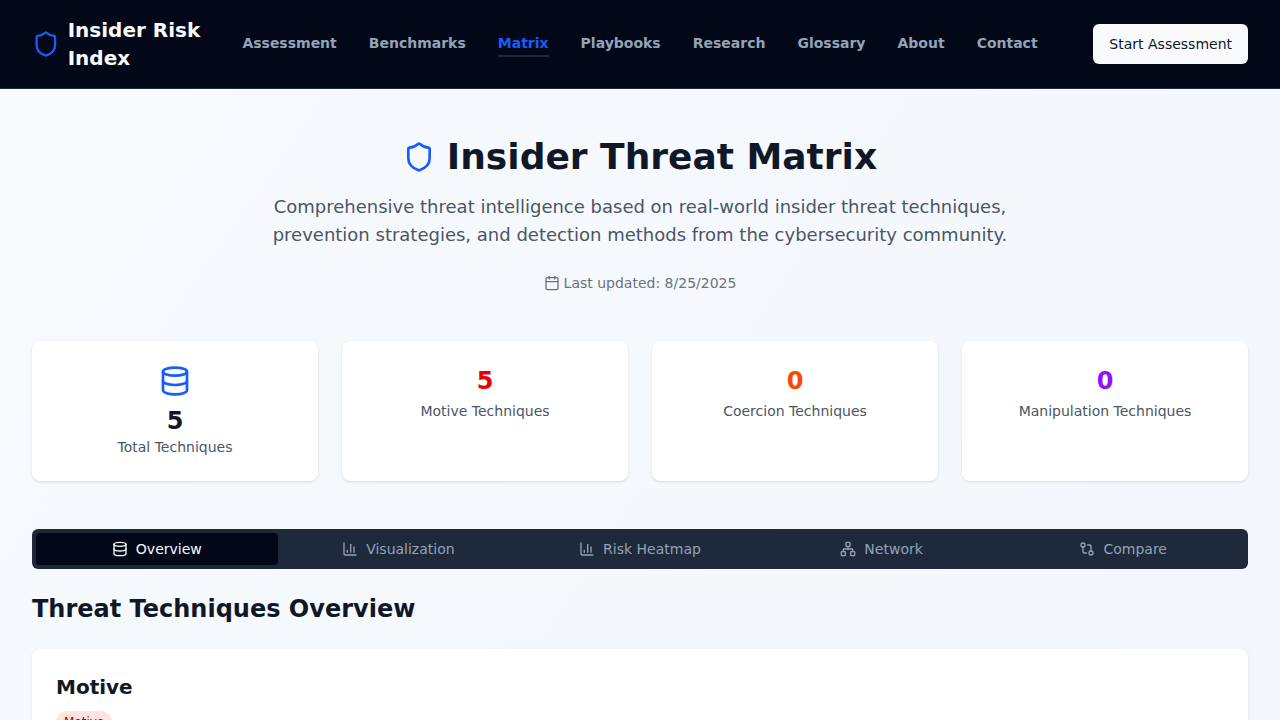 Insider Risk
Index
Assessment
Benchmarks
Matrix
Playbooks
Research
Glossary
About
Contact
Start Assessment
Insider Threat Matrix
Comprehensive threat intelligence based on real-world insider threat techniques,
prevention strategies, and detection methods from the cybersecurity community.
Last updated: 8/25/2025
5
Total Techniques
5
Motive Techniques
0
Coercion Techniques
0
Manipulation Techniques
Overview
Visualization
Risk Heatmap
Network
Compare
Threat Techniques Overview
Motive
Motive